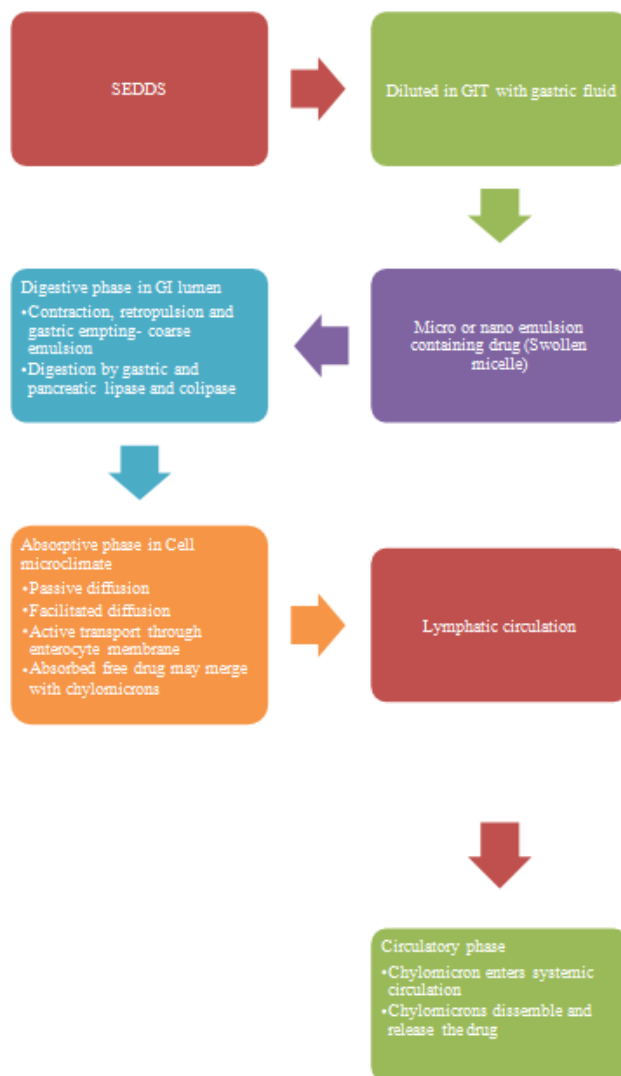 SEDDS
Diluted in GIT with gastric fluid
Micro or nano emulsion
containing drug (Swollen
micelle)
Digestive phase in GI lumen
•Contraction, retropulsion and
gastric empting- coarse
emulsion
•Digestion by gastric and
pancreatic lipase and colipase
Absorptive phase in Cell
microclimate
•Passive diffusion
•Facilitated diffusion
•Active transport through
enterocyte membrane
•Absorbed free drug may merge
with chylomicrons
Lymphatic circulation
Circulatory phase
•Chylomicron enters systemic
circulation
•Chylomicrons dissemble and
release the drug